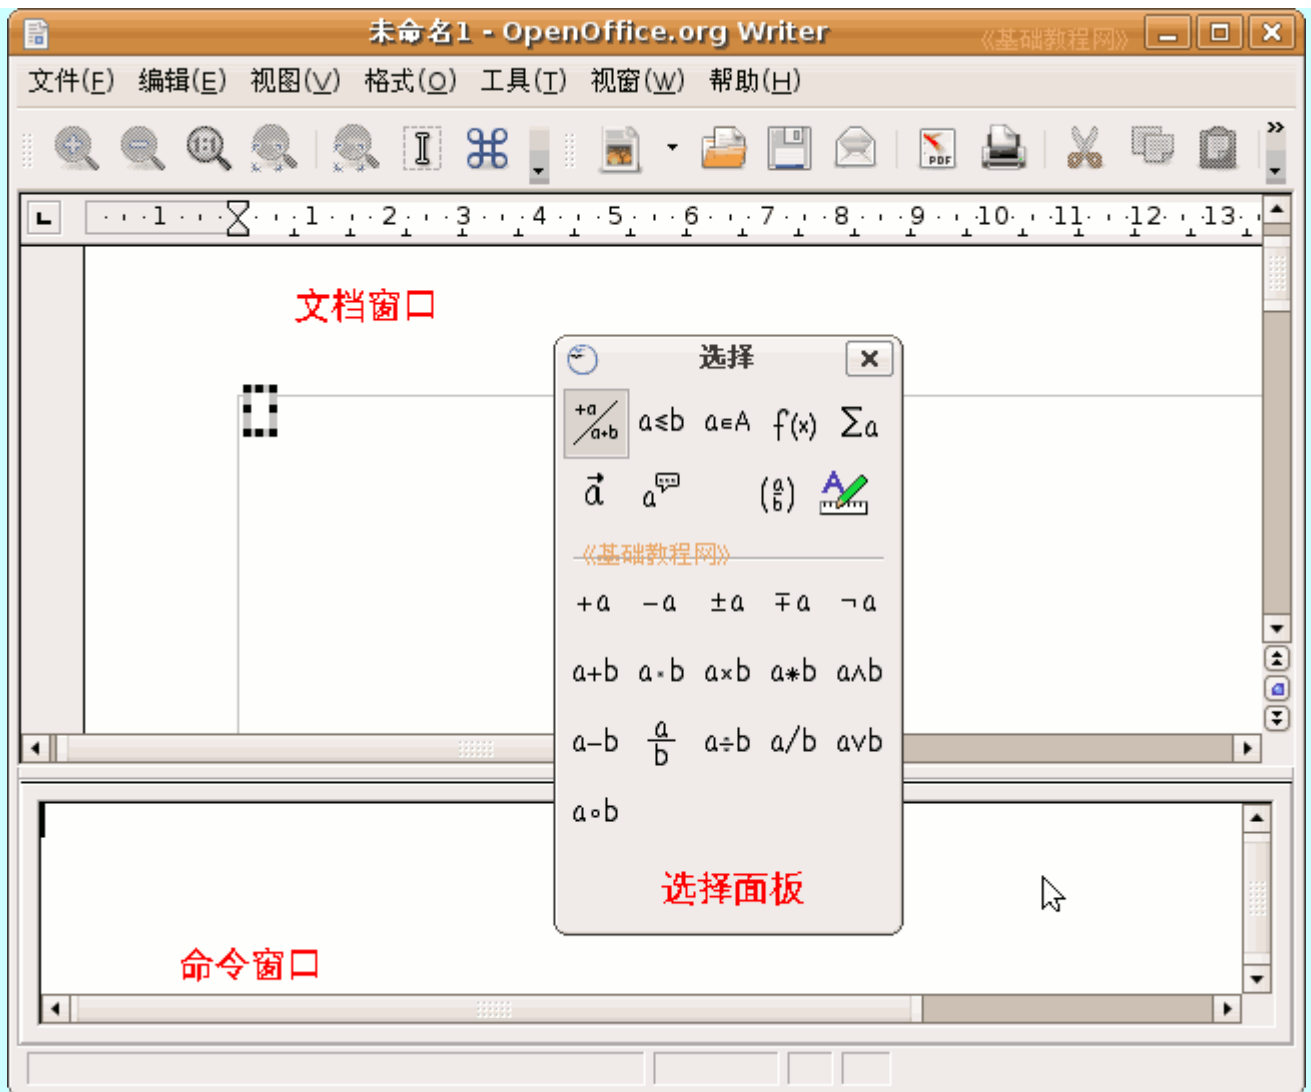 未命名1 - OpenOffice.org Writer
《基础教程网》
文件(F) 编辑(E) 视图(V) 格式(O) 工具(T) 视窗(W) 帮助(H)
1:1 PDF »
1 1 2 3 4 5 6 7 8 9 10 11 12 13
文档窗口
选择
+a/a+b a≤b a∈A f(x) Σa
a⃗ a (a/b) A
《基础教程网》
+a −a ±a ∓a ¬a
a+b a·b a×b a∗b a∧b
a−b a/b a÷b a/b a∨b
a∘b
选择面板
命令窗口